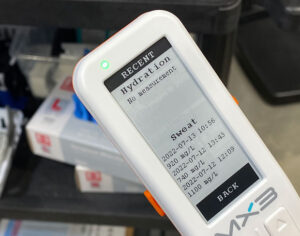 RECENT
Hydration
No measurement
Sweat
2022-07-13 10:56
920 mg/l
2022-07-12 13:43
740 mg/l
2022-07-12 12:09
1100 mg/l
BACK
MX3